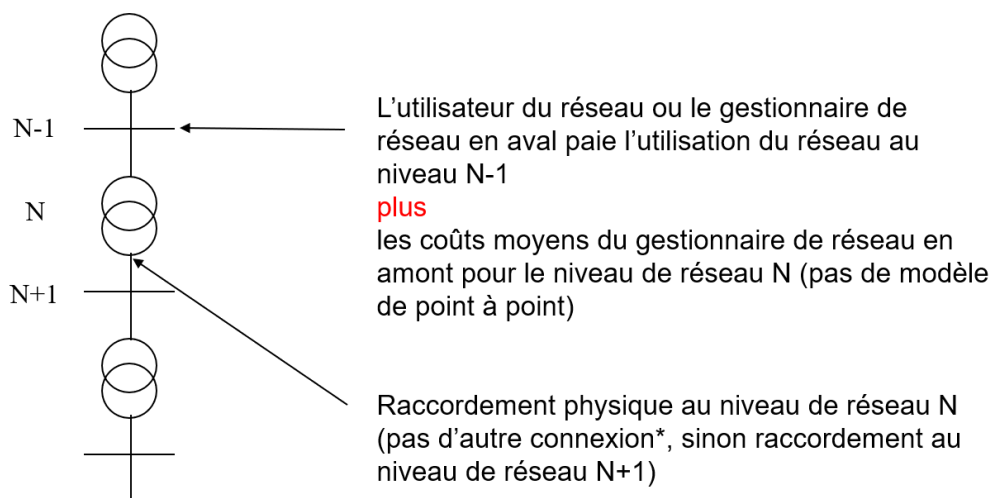 N-1
N
N+1
L’utilisateur du réseau ou le gestionnaire de
réseau en aval paie l’utilisation du réseau au
niveau N-1
plus
les coûts moyens du gestionnaire de réseau en
amont pour le niveau de réseau N (pas de modèle
de point à point)
Raccordement physique au niveau de réseau N
(pas d’autre connexion*, sinon raccordement au
niveau de réseau N+1)